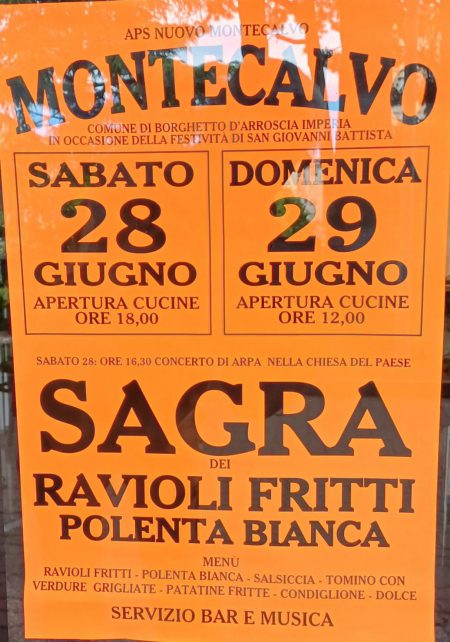 APS NUOVO MONTECALVO
MONTECALVO
COMUNE DI BORGHETTO D'ARROSCIA IMPERIA
IN OCCASIONE DELLA FESTIVITÀ DI SAN GIOVANNI BATTISTA
SABATO
28
GIUGNO
APERTURA CUCINE
ORE 18,00
DOMENICA
29
GIUGNO
APERTURA CUCINE
ORE 12,00
SABATO 28: ORE 16,30 CONCERTO DI ARPA NELLA CHIESA DEL PAESE
SAGRA
DEI
RAVIOLI FRITTI
POLENTA BIANCA
MENÙ
RAVIOLI FRITTI - POLENTA BIANCA - SALSICCIA - TOMINO CON
VERDURE GRIGLIATE - PATATINE FRITTE - CONDIGLIONE - DOLCE
SERVIZIO BAR E MUSICA